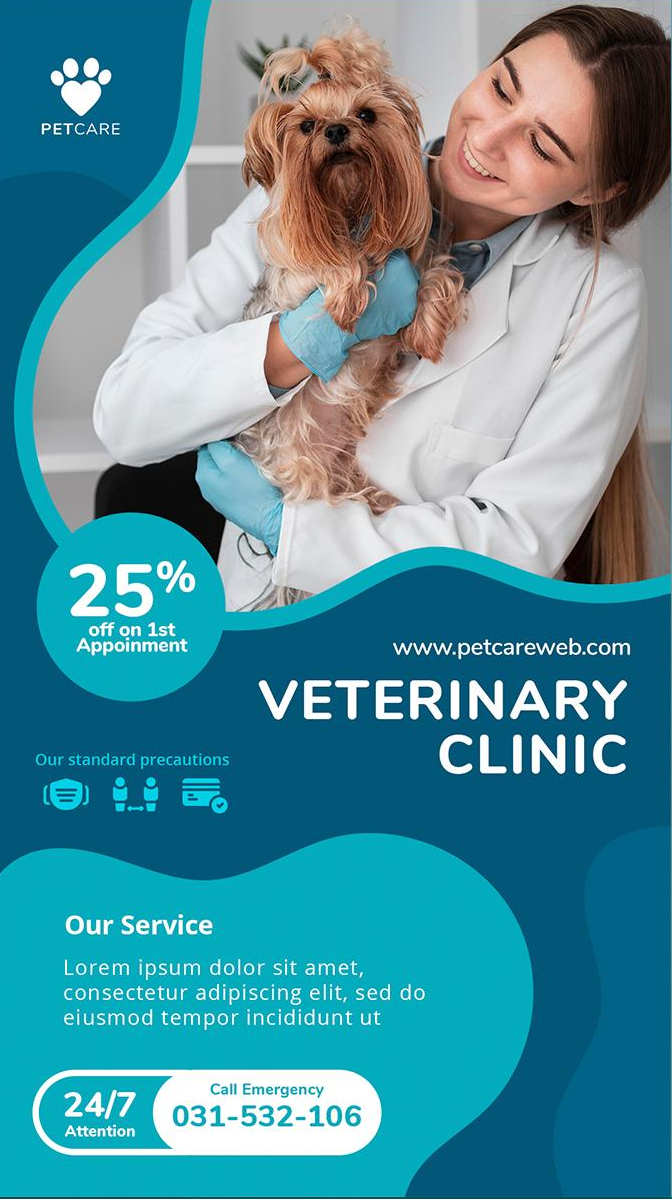 PETCARE
25%
off on 1st
Appoinment
www.petcareweb.com
VETERINARY
CLINIC
Our standard precautions
Our Service
Lorem ipsum dolor sit amet,
consectetur adipiscing elit, sed do
eiusmod tempor incididunt ut
24/7
Attention
Call Emergency
031-532-106